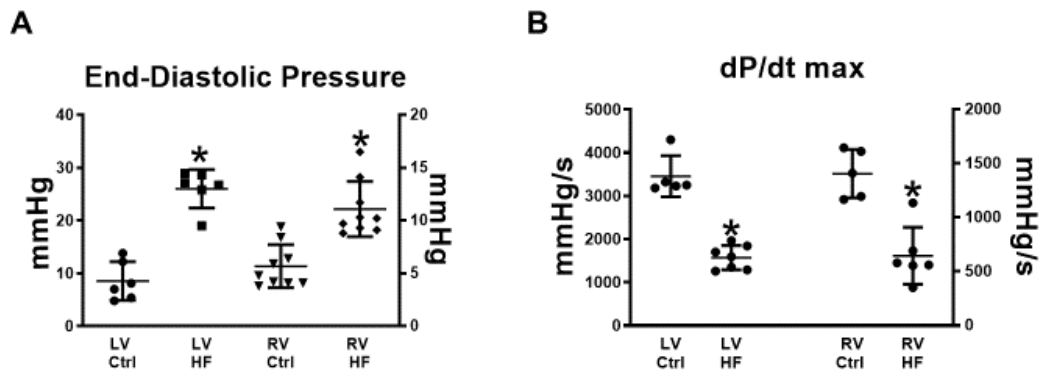 A
B
End-Diastolic Pressure
dP/dt max
40
30
20
10
0
mmHg
20
15
10
5
0
mmHg
*
*
LV
Ctrl
LV
HF
RV
Ctrl
RV
HF
5000
4000
3000
2000
1000
0
mmHg/s
2000
1500
1000
500
0
mmHg/s
*
*
LV
Ctrl
LV
HF
RV
Ctrl
RV
HF